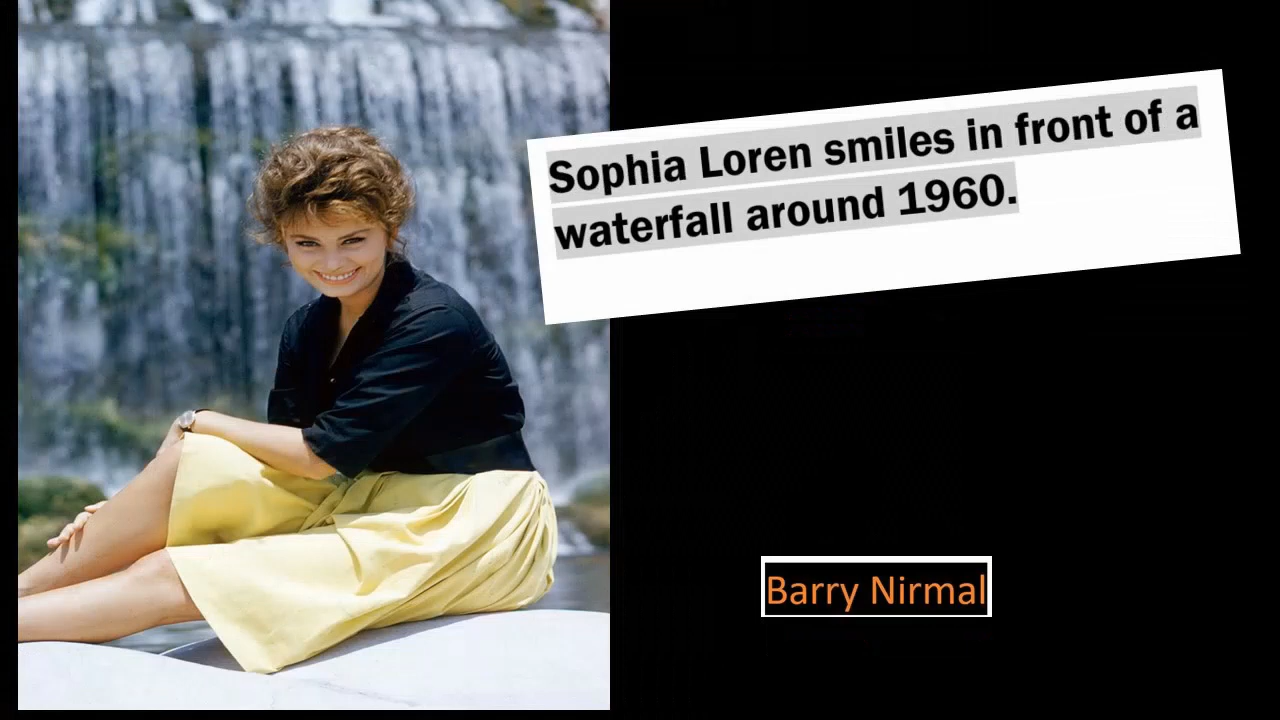 Sophia Loren smiles in front of a
waterfall around 1960.
Barry Nirmal